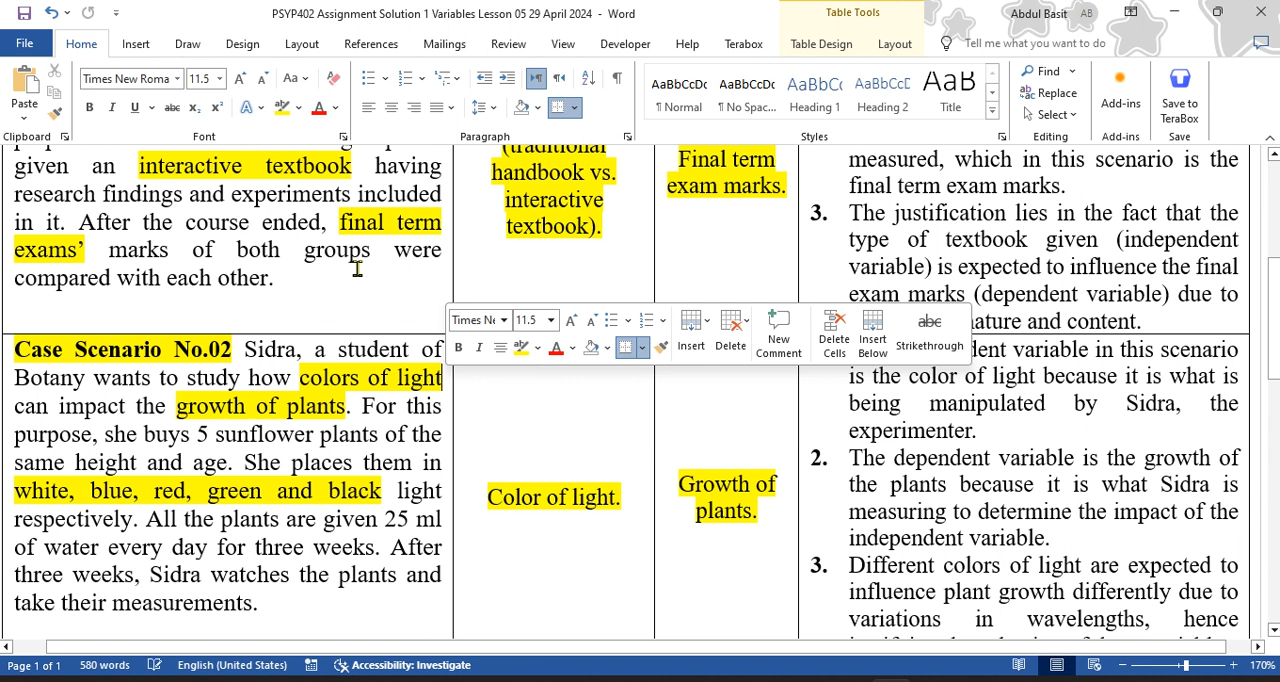 PSYP402 Assignment Solution 1 Variables Lesson 05 29 April 2024 - Word
Table Tools
Abdul Basit AB
File Home Insert Draw Design Layout References Mailings Review View Developer Help Terabox Table Design Layout Tell me what you want to do
Paste
Times New Roma 11.5
Aa
B I U abc x₂ x² A
AaBbCcDc AaBbCcDc AaBbCc AaBbCcE AaB
¶ Normal ¶ No Spac... Heading 1 Heading 2 Title
Find
Replace
Select
Editing
Add-ins
Add-ins
Save to
TeraBox
Save
Clipboard Font Paragraph Styles
given an interactive textbook having
research findings and experiments included
in it. After the course ended, final term
exams’ marks of both groups were
compared with each other.
(traditional
handbook vs.
interactive
textbook).
Final term
exam marks.
measured, which in this scenario is the
final term exam marks.
3. The justification lies in the fact that the
type of textbook given (independent
variable) is expected to influence the final
exam marks (dependent variable) due to
ature and content.
Times Ne 11.5
B I
Insert Delete
New
Comment
Delete
Cells
Insert
Below
abc
Strikethrough
Case Scenario No.02 Sidra, a student of
Botany wants to study how colors of light
can impact the growth of plants. For this
purpose, she buys 5 sunflower plants of the
same height and age. She places them in
white, blue, red, green and black light
respectively. All the plants are given 25 ml
of water every day for three weeks. After
three weeks, Sidra watches the plants and
take their measurements.
Color of light.
Growth of
plants.
dent variable in this scenario
is the color of light because it is what is
being manipulated by Sidra, the
experimenter.
2. The dependent variable is the growth of
the plants because it is what Sidra is
measuring to determine the impact of the
independent variable.
3. Different colors of light are expected to
influence plant growth differently due to
variations in wavelengths, hence
Page 1 of 1 580 words English (United States) Accessibility: Investigate 170%